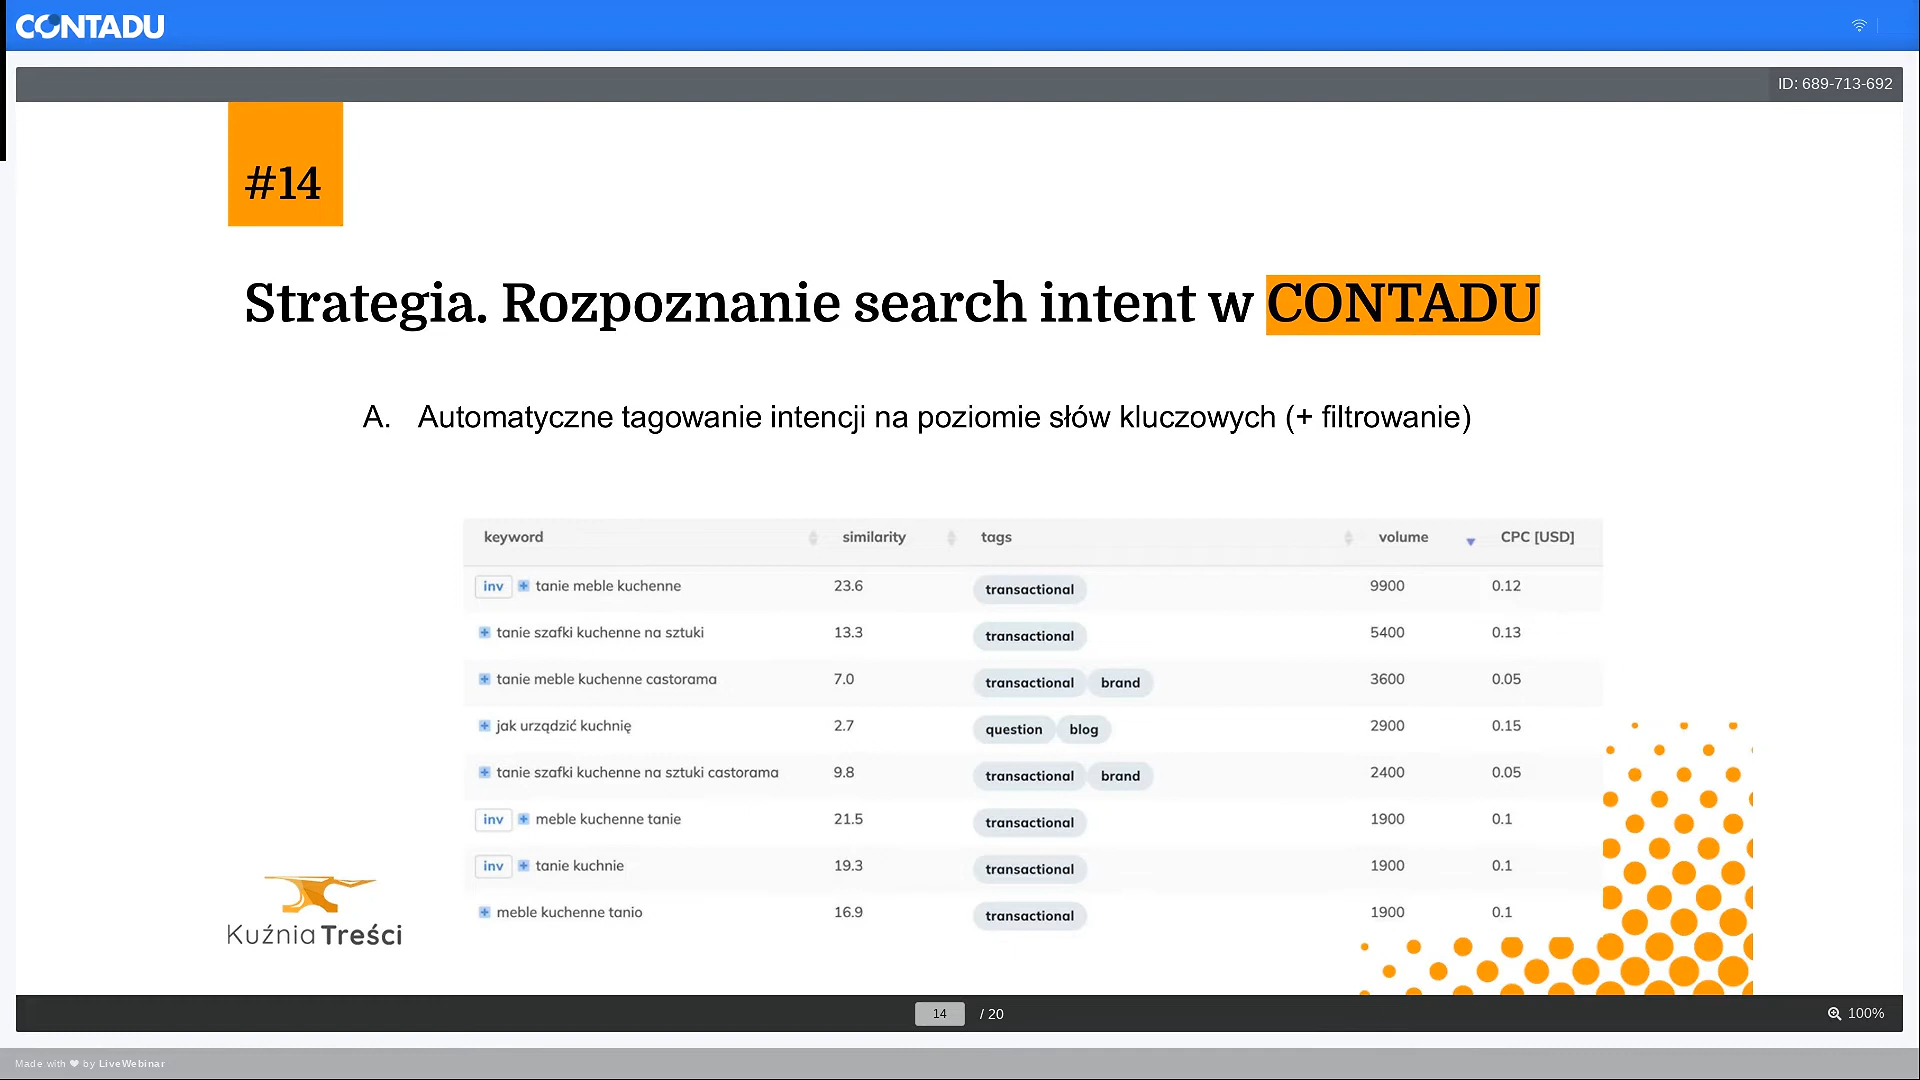 CONTADU
ID: 689-713-692
#14
Strategia. Rozpoznanie search intent w CONTADU
A. Automatyczne tagowanie intencji na poziomie słów kluczowych (+ filtrowanie)
keyword similarity tags volume CPC [USD]
inv tanie meble kuchenne 23.6 transactional 9900 0.12
tanie szafki kuchenne na sztuki 13.3 transactional 5400 0.13
tanie meble kuchenne castorama 7.0 transactional brand 3600 0.05
jak urządzić kuchnię 2.7 question blog 2900 0.15
tanie szafki kuchenne na sztuki castorama 9.8 transactional brand 2400 0.05
inv meble kuchenne tanie 21.5 transactional 1900 0.1
inv tanie kuchnie 19.3 transactional 1900 0.1
meble kuchenne tanio 16.9 transactional 1900 0.1
Kuźnia Treści
14 / 20
100%
Made with ❤ by LiveWebinar